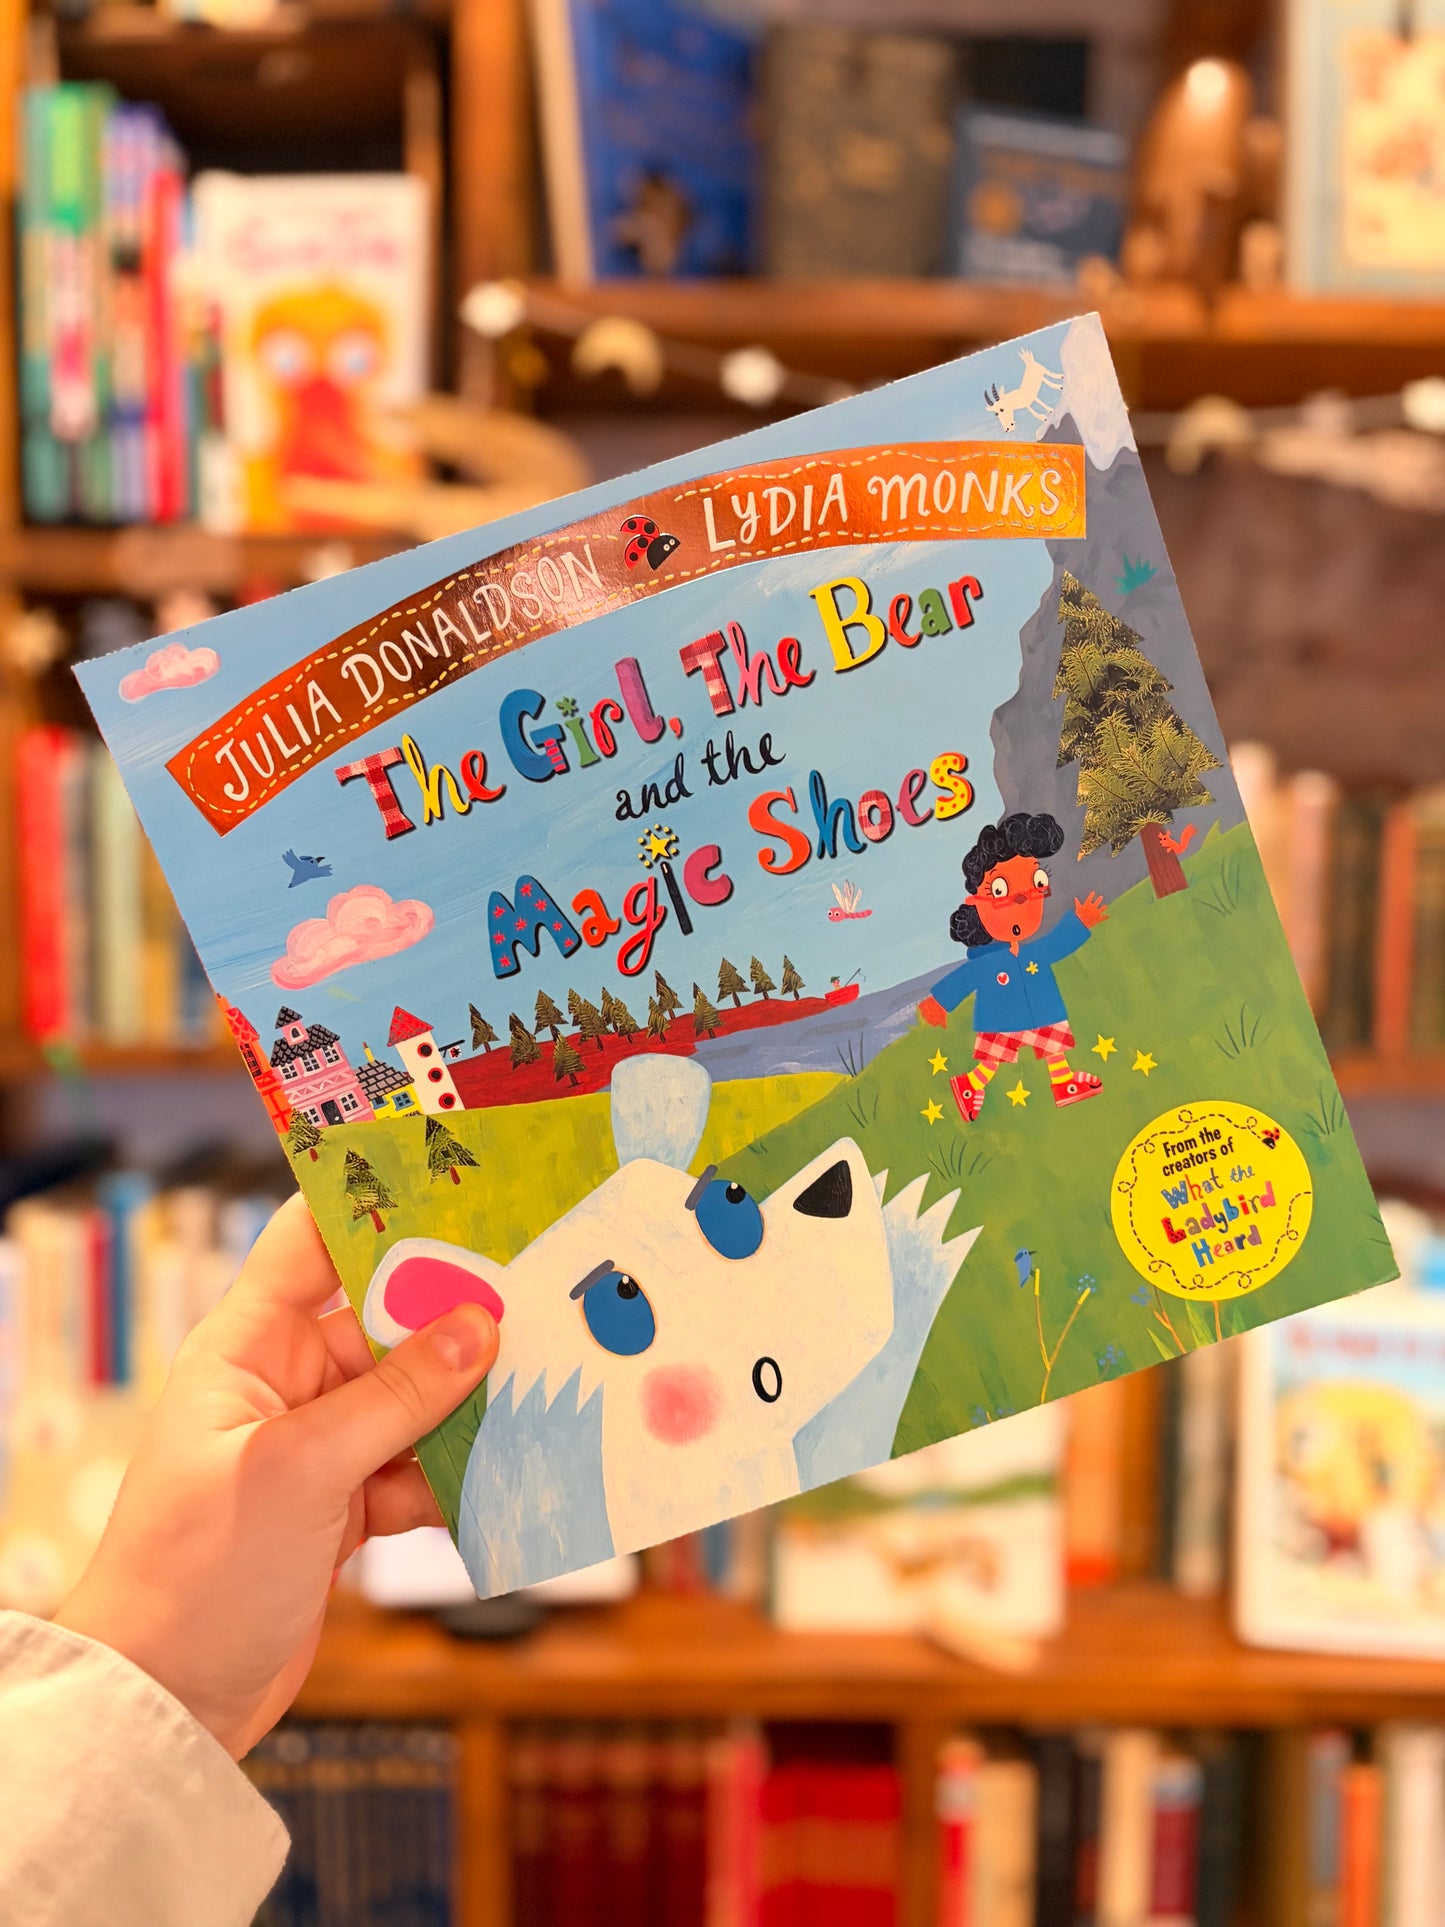 JULIA DONALDSON LYDIA MONKS
The Girl, The Bear
and the
Magic Shoes
From the
creators of
What the
Ladybird
Heard